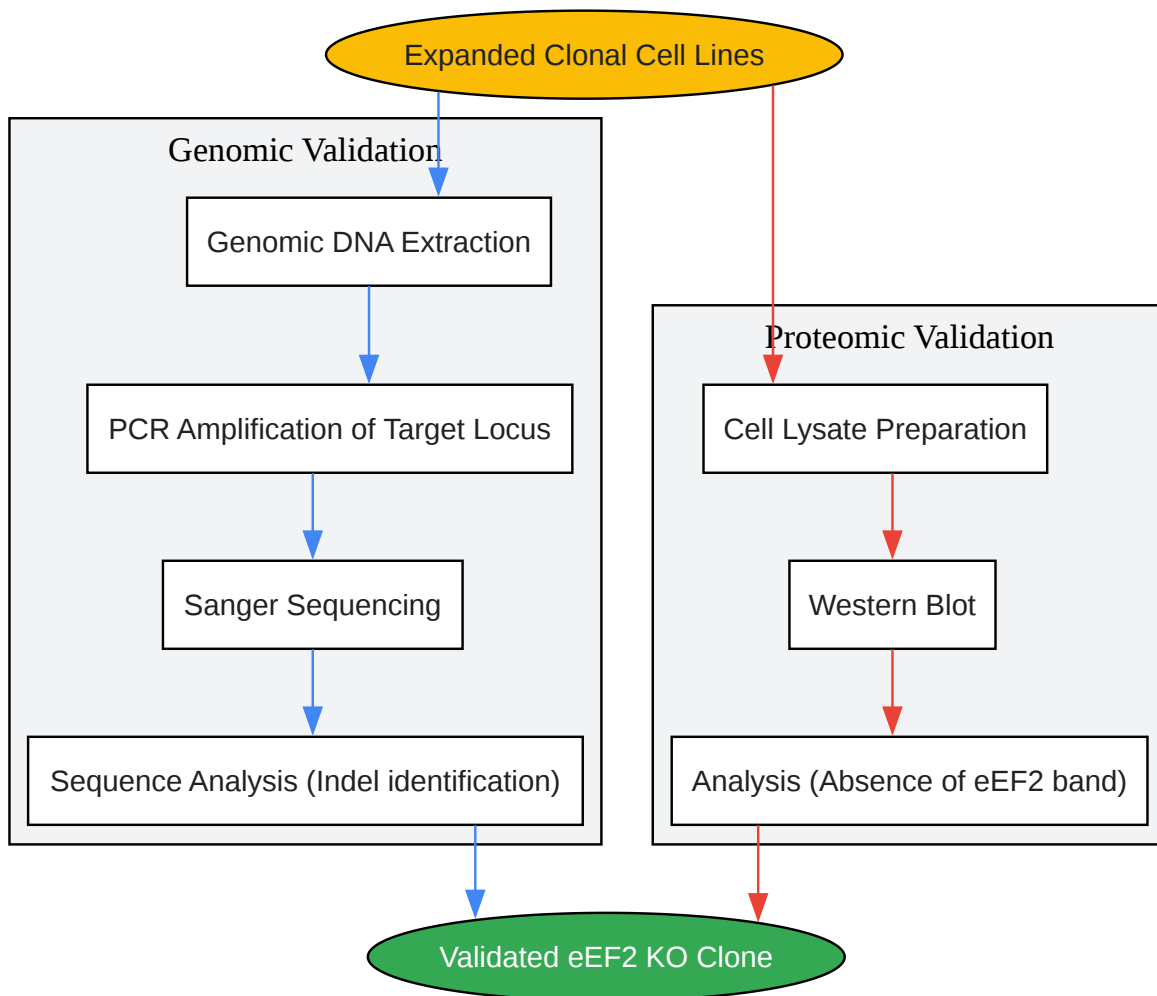 Expanded Clonal Cell Lines
Genomic Validation
Genomic DNA Extraction
PCR Amplification of Target Locus
Sanger Sequencing
Sequence Analysis (Indel identification)
Proteomic Validation
Cell Lysate Preparation
Western Blot
Analysis (Absence of eEF2 band)
Validated eEF2 KO Clone